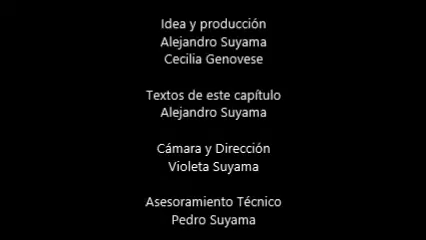 Idea y producción
Alejandro Suyama
Cecilia Genovese
Textos de este capítulo
Alejandro Suyama
Cámara y Dirección
Violeta Suyama
Asesoramiento Técnico
Pedro Suyama